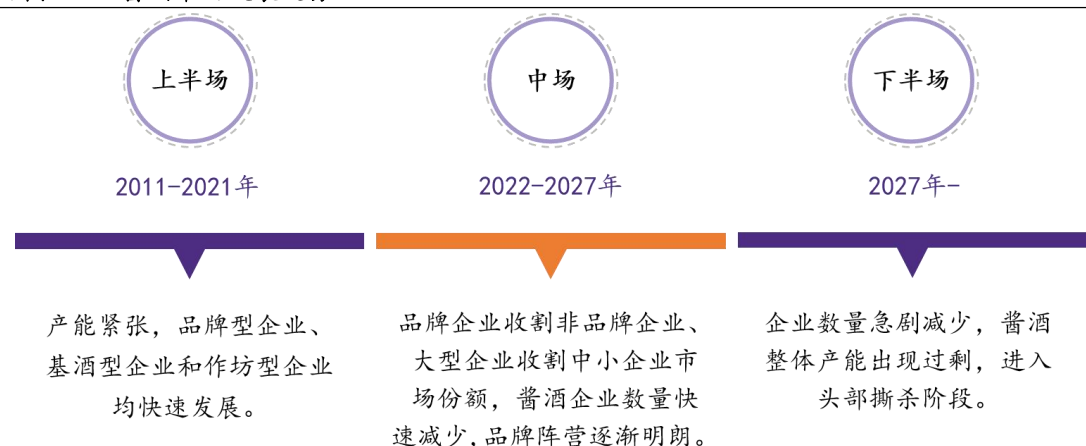 上半场
2011-2021年
产能紧张，品牌型企业、
基酒型企业和作坊型企业
均快速发展。
中场
2022-2027年
品牌企业收割非品牌企业、
大型企业收割中小企业市
场份额，酱酒企业数量快
速减少,品牌阵营逐渐明朗。
下半场
2027年-
企业数量急剧减少，酱酒
整体产能出现过剩，进入
头部撕杀阶段。